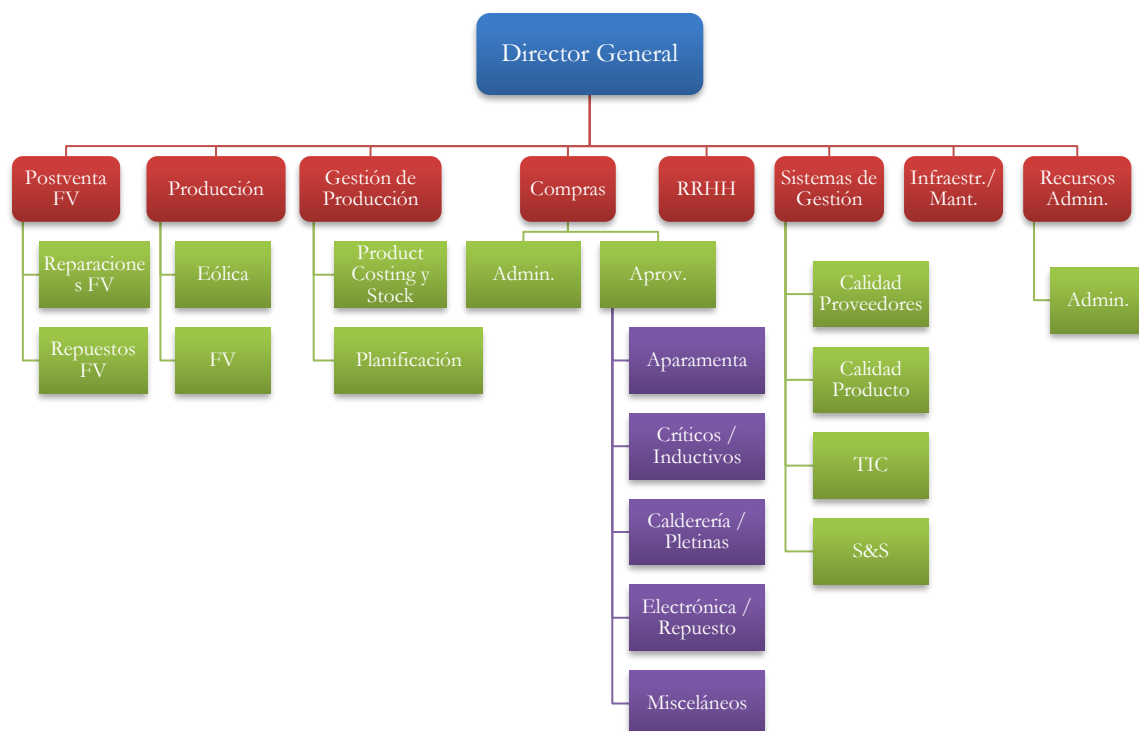 Director General
Postventa
FV
Producción
Gestión de
Producción
Compras
RRHH
Sistemas de
Gestión
Infraestr./
Mant.
Recursos
Admin.
Reparacione
s FV
Repuestos
FV
Eólica
FV
Product
Costing y
Stock
Planificación
Admin.
Aprov.
Aparamenta
Críticos /
Inductivos
Calderería /
Pletinas
Electrónica /
Repuesto
Misceláneos
Calidad
Proveedores
Calidad
Producto
TIC
S&S
Admin.